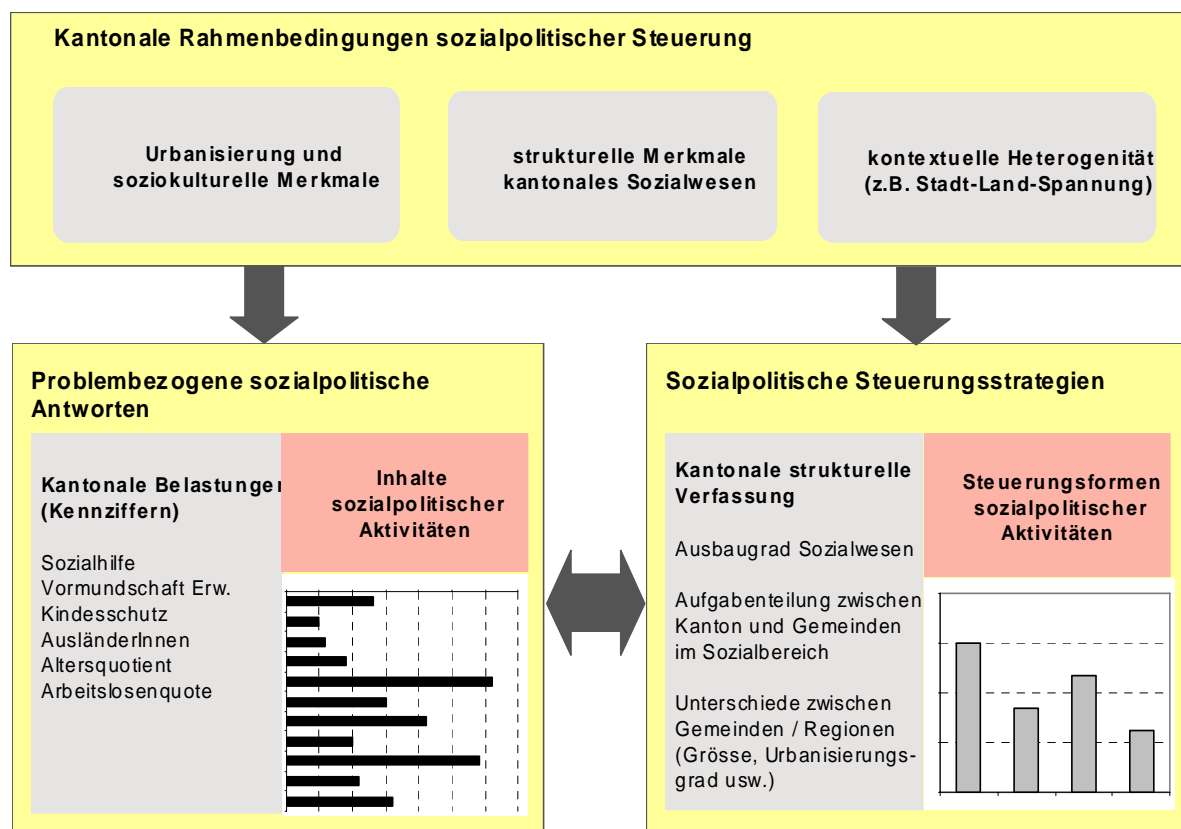 Kantonale Rahmenbedingungen sozialpolitischer Steuerung
Urbanisierung und
soziokulturelle Merkmale
strukturelle Merkmale
kantonales Sozialwesen
kontextuelle Heterogenität
(z.B. Stadt-Land-Spannung)
Problembezogene sozialpolitische
Antworten
Kantonale Belastungen
(Kennziffern)
Sozialhilfe
Vormundschaft Erw.
Kindesschutz
AusländerInnen
Altersquotient
Arbeitslosenquote
Inhalte
sozialpolitischer
Aktivitäten
Sozialpolitische Steuerungsstrategien
Kantonale strukturelle
Verfassung
Ausbaugrad Sozialwesen
Aufgabenteilung zwischen
Kanton und Gemeinden
im Sozialbereich
Unterschiede zwischen
Gemeinden / Regionen
(Grösse, Urbanisierungs-
grad usw.)
Steuerungsformen
sozialpolitischer
Aktivitäten